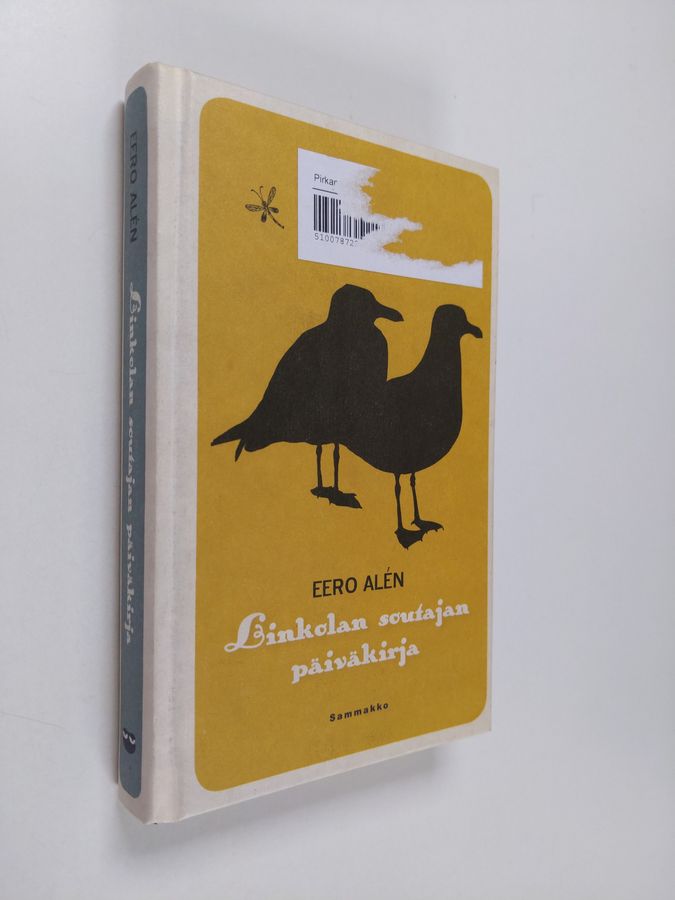 EERO ALÉN
Linkolan soutajan päiväkirja
Pirkan
EERO ALÉN
Linkolan soutajan
päiväkirja
Sammakko